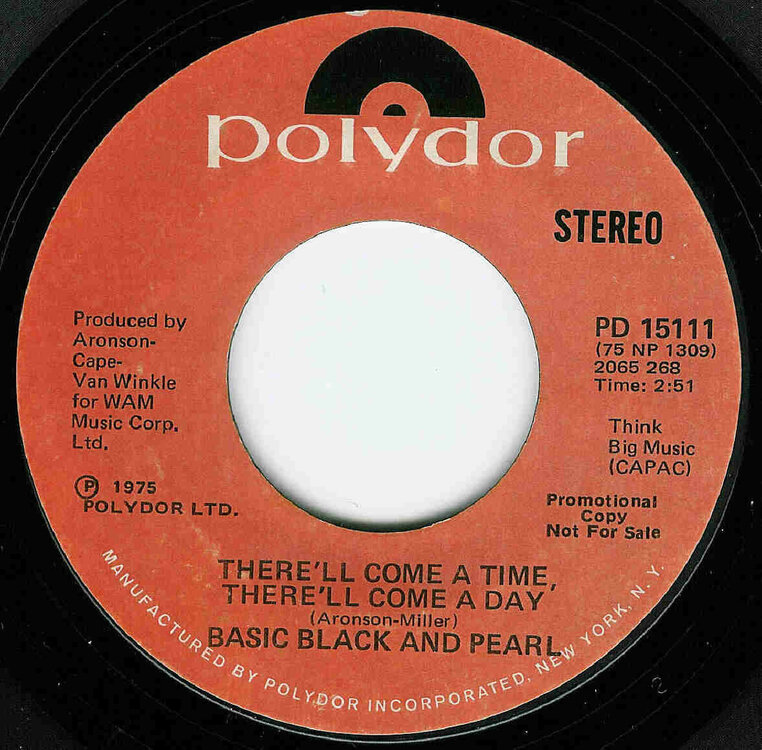 polydor
STEREO
Produced by
Aronson-
Cape-
Van Winkle
for WAM
Music Corp.
Ltd.
Ⓟ 1975
POLYDOR LTD.
PD 15111
(75 NP 1309)
2065 268
Time: 2:51
Think
Big Music
(CAPAC)
Promotional
Copy
Not For Sale
THERE'LL COME A TIME,
THERE'LL COME A DAY
(Aronson-Miller)
BASIC BLACK AND PEARL
MANUFACTURED BY POLYDOR INCORPORATED, NEW YORK, N. Y.
2